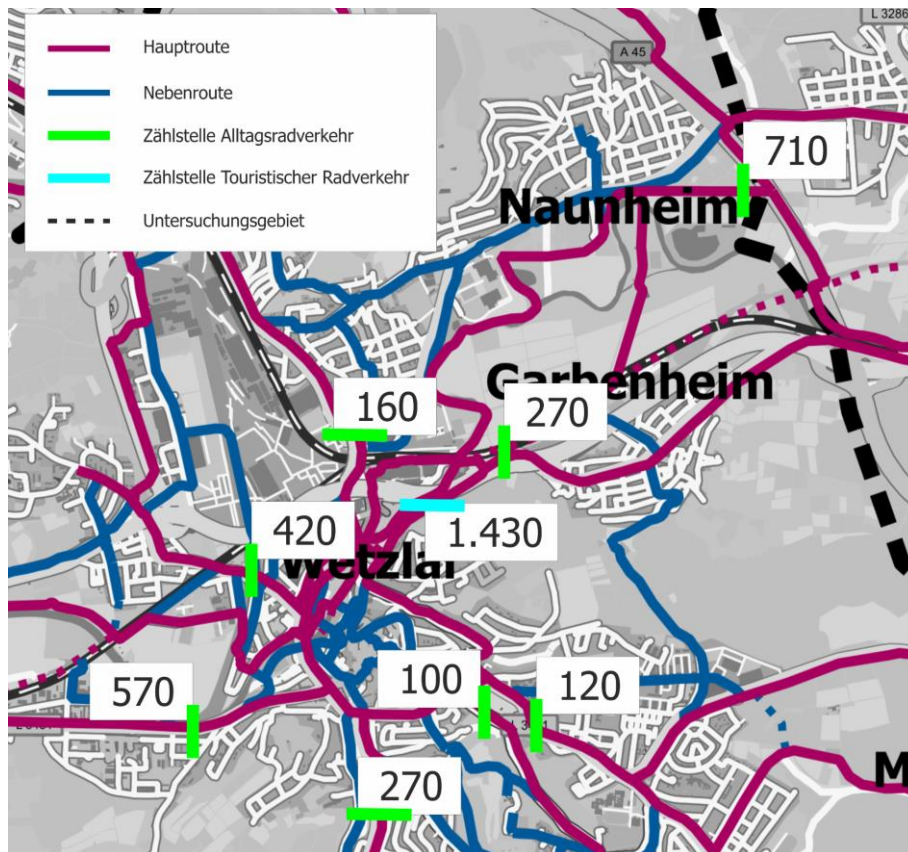 Hauptroute
Nebenroute
Zählstelle Alltagsradverkehr
Zählstelle Touristischer Radverkehr
Untersuchungsgebiet
L 3286
A 45
710
Naunheim
Garbenheim
160
270
420
1.430
Wetzlar
100
120
570
270
M